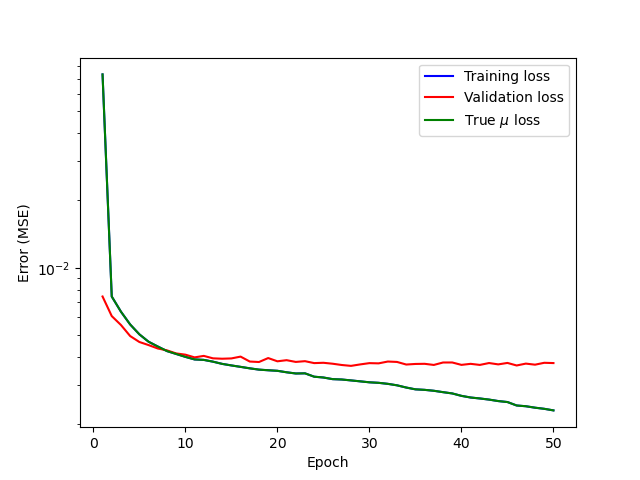 Training loss
Validation loss
True μ loss
Error (MSE)
10⁻²
0 10 20 30 40 50
Epoch